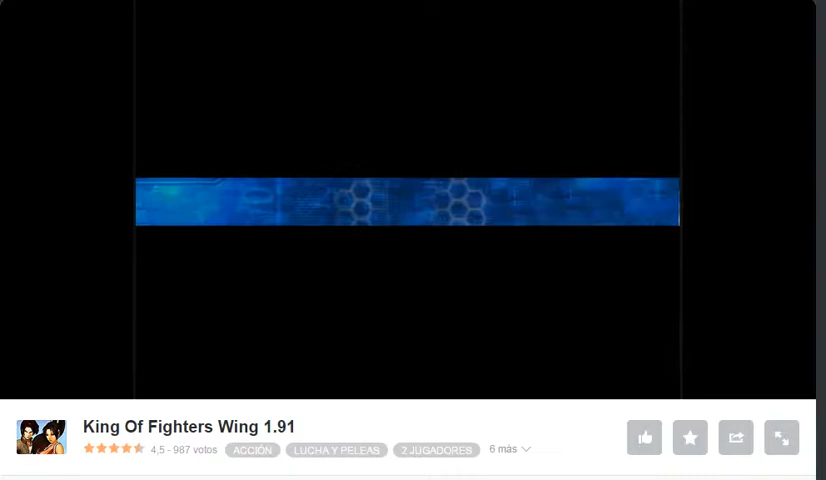 King Of Fighters Wing 1.91
4,5 - 987 votos ACCIÓN LUCHA Y PELEAS 2 JUGADORES 6 más